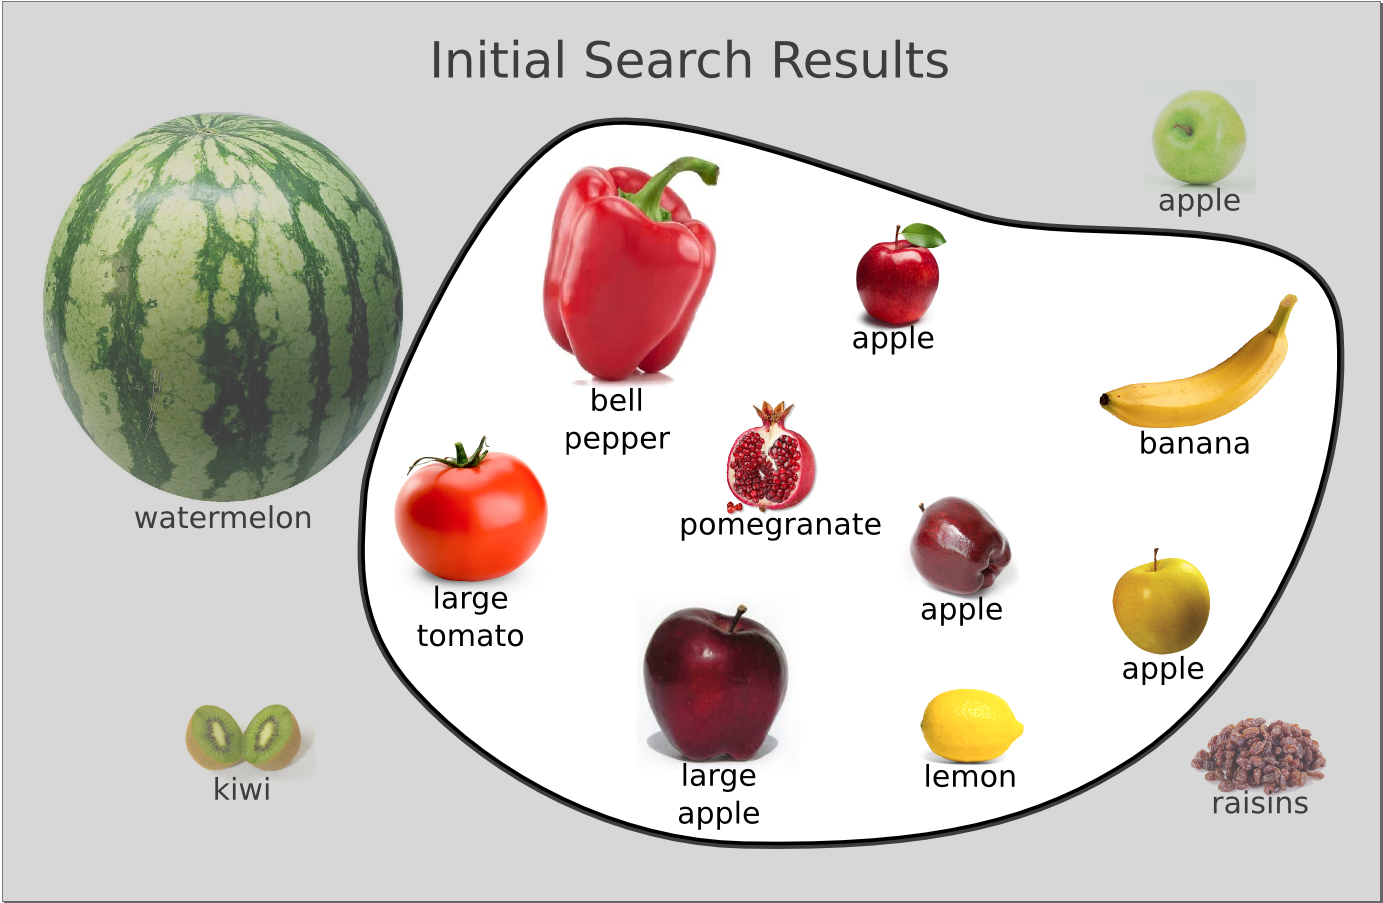 Initial Search Results
apple
apple
bell
pepper
banana
watermelon
pomegranate
large
tomato
apple
apple
large
apple
lemon
kiwi
raisins